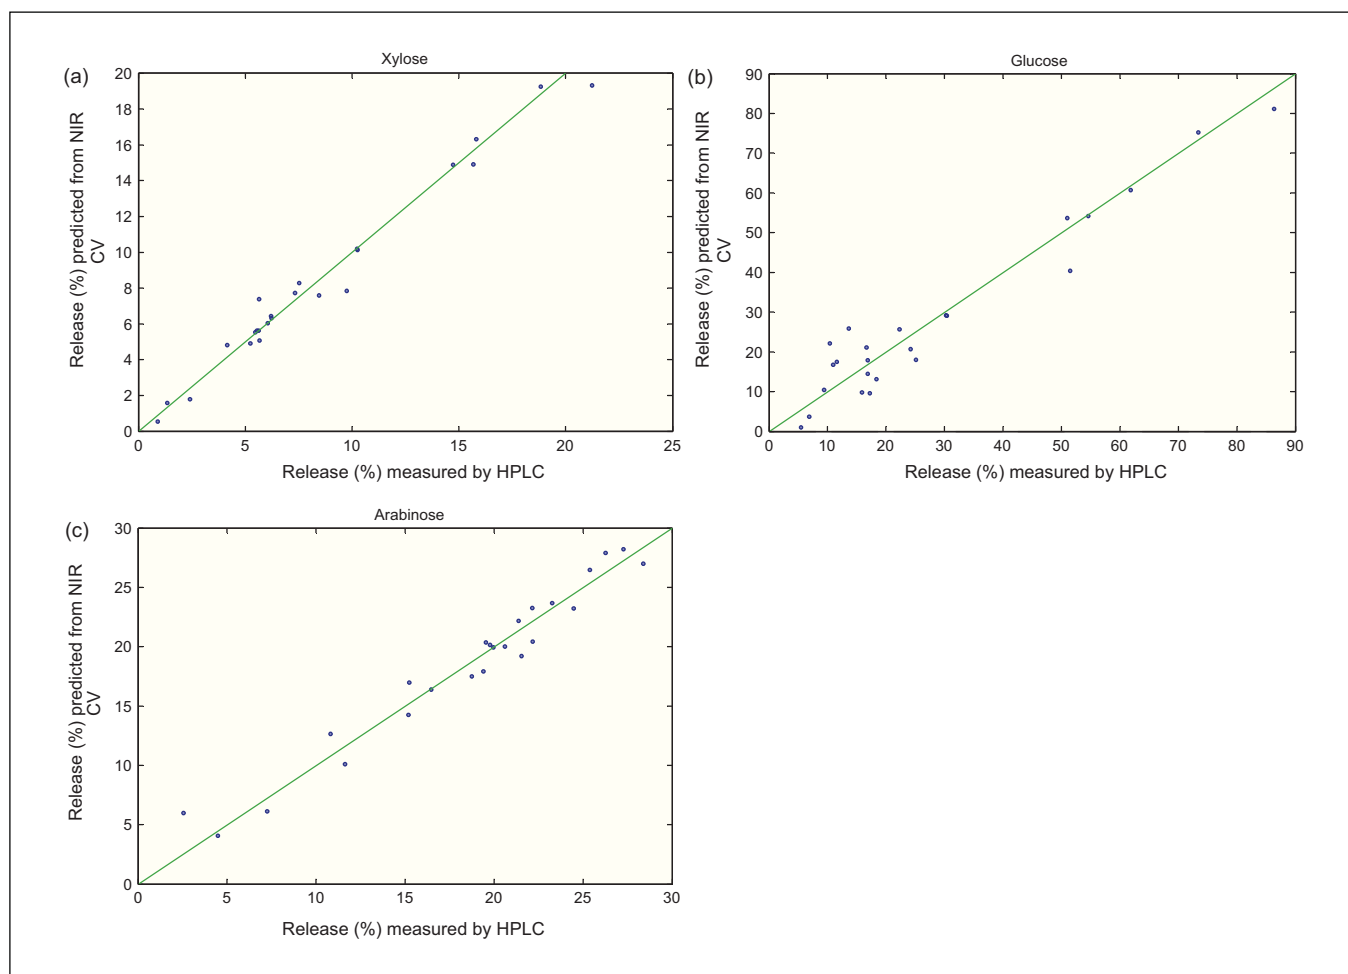 Xylose
(a)
20
18
16
14
12
10
8
6
4
2
0
Release (%) predicted from NIR
CV
0 5 10 15 20 25
Release (%) measured by HPLC
Glucose
(b)
90
80
70
60
50
40
30
20
10
0
Release (%) predicted from NIR
CV
0 10 20 30 40 50 60 70 80 90
Release (%) measured by HPLC
Arabinose
(c)
30
25
20
15
10
5
0
Release (%) predicted from NIR
CV
0 5 10 15 20 25 30
Release (%) measured by HPLC